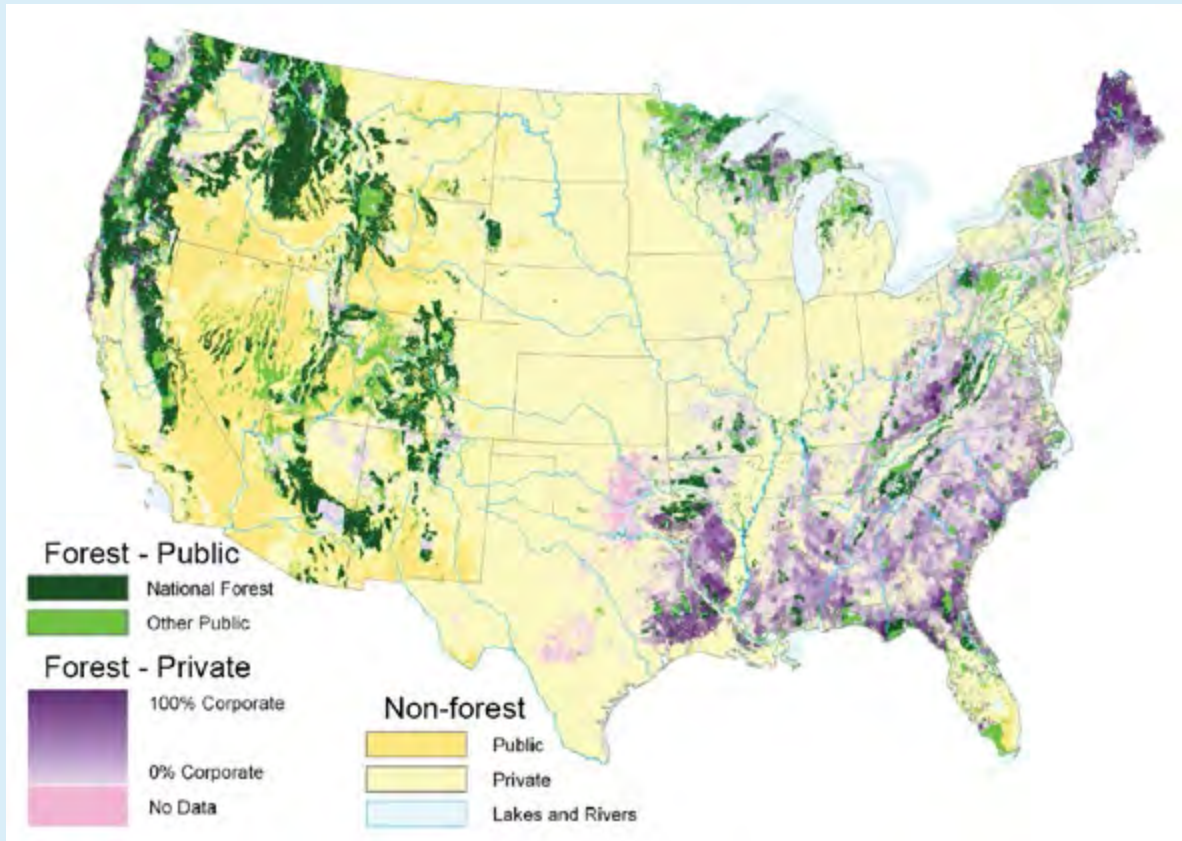 Forest - Public
National Forest
Other Public
Forest - Private
100% Corporate
0% Corporate
No Data
Non-forest
Public
Private
Lakes and Rivers